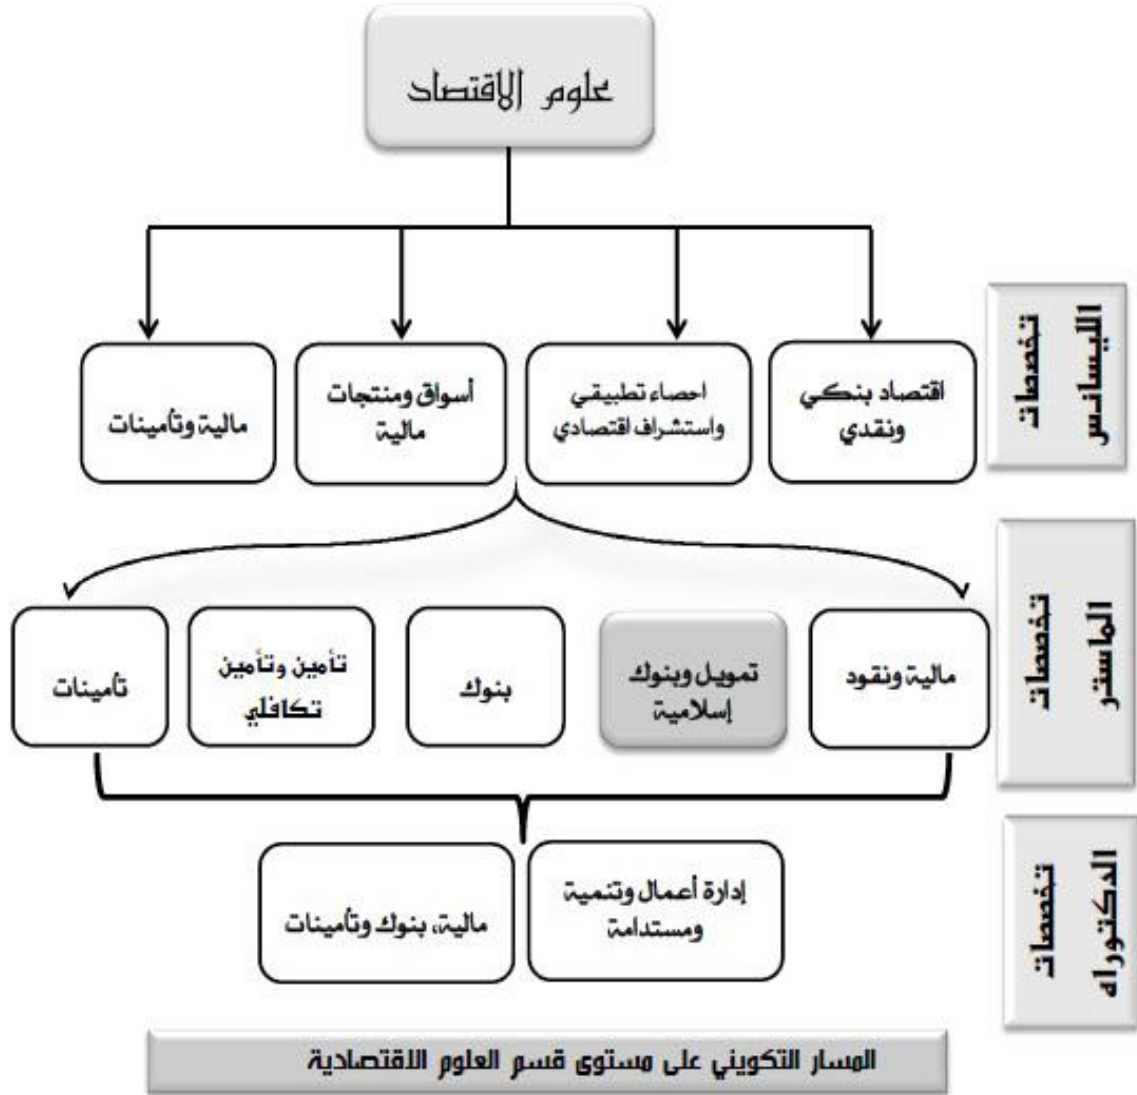 علوم الاقتصاد
تخصصات
الليسانس
اقتصاد بنكي
ونقدي
احصاء تطبيقي
واستشراف اقتصادي
أسواق ومنتجات
مالية
مالية وتأمينات
تخصصات
الماستر
مالية ونقود
تمويل وبنوك
إسلامية
بنوك
تأمين وتأمين
تكافلي
تأمينات
تخصصات
الدكتوراه
إدارة أعمال وتنمية
ومستدامة
مالية، بنوك وتأمينات
المسار التكويني على مستوى قسم العلوم الاقتصادية